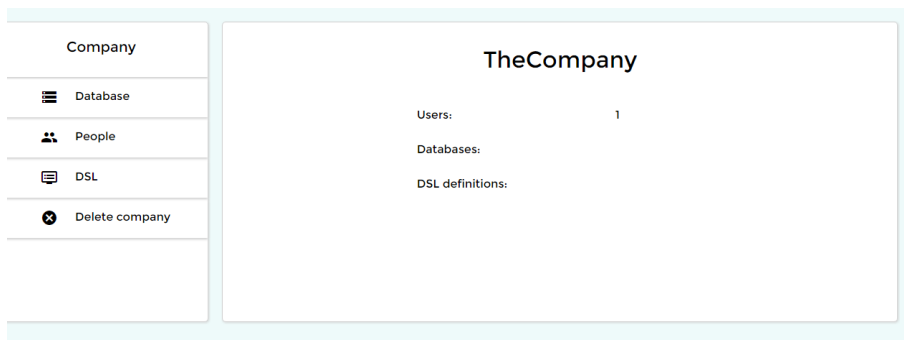 Company
Database
People
DSL
Delete company
TheCompany
Users: 1
Databases:
DSL definitions: